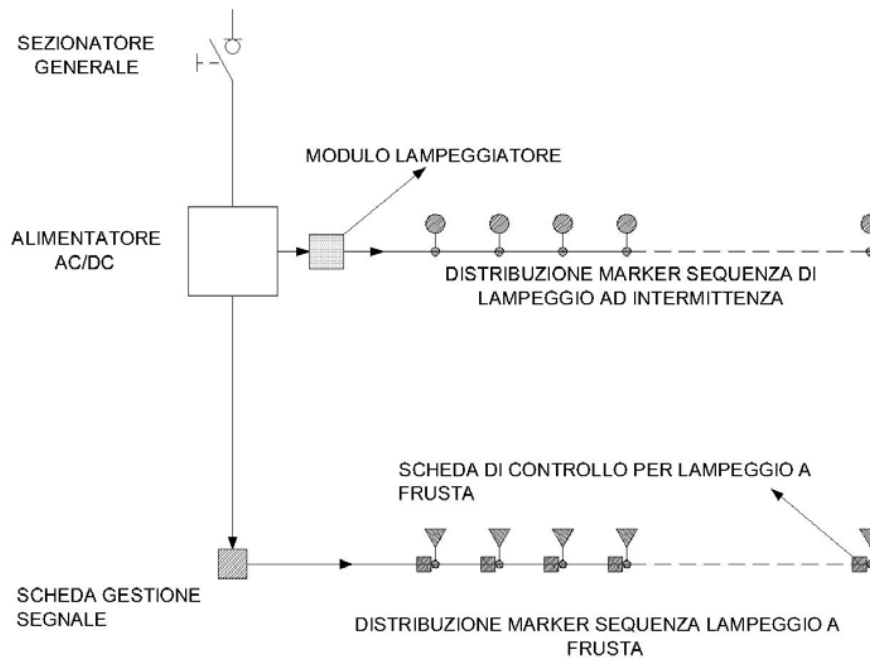 SEZIONATORE
GENERALE
MODULO LAMPEGGIATORE
ALIMENTATORE
AC/DC
DISTRIBUZIONE MARKER SEQUENZA DI
LAMPEGGIO AD INTERMITTENZA
SCHEDA DI CONTROLLO PER LAMPEGGIO A
FRUSTA
SCHEDA GESTIONE
SEGNALE
DISTRIBUZIONE MARKER SEQUENZA LAMPEGGIO A
FRUSTA